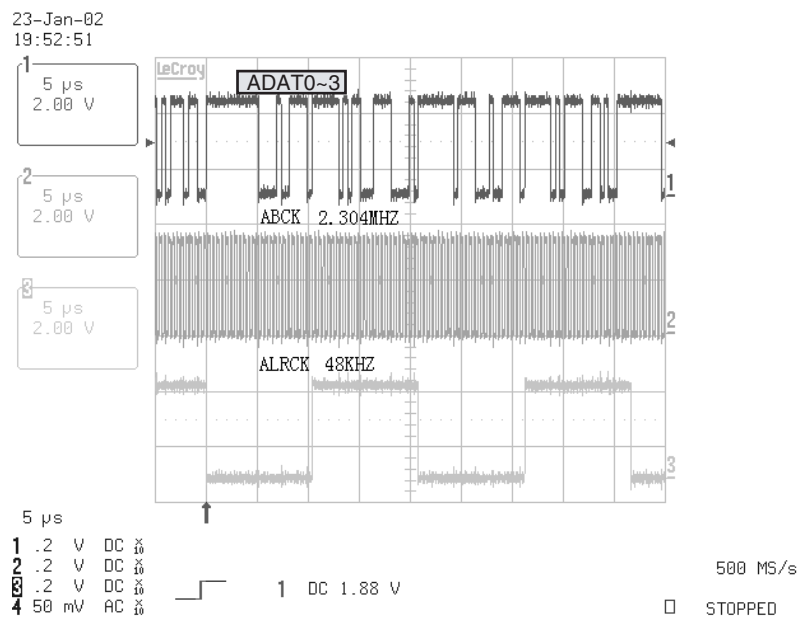 23-Jan-02
19:52:51
1
5 µs
2.00 V
2
5 µs
2.00 V
3
5 µs
2.00 V
LeCroy
ADAT0~3
1
ABCK 2.304MHZ
2
ALRCK 48KHZ
3
5 µs
1 .2 V DC X10
2 .2 V DC X10
3 .2 V DC X10
4 50 mV AC X10
1 DC 1.88 V
500 MS/s
STOPPED